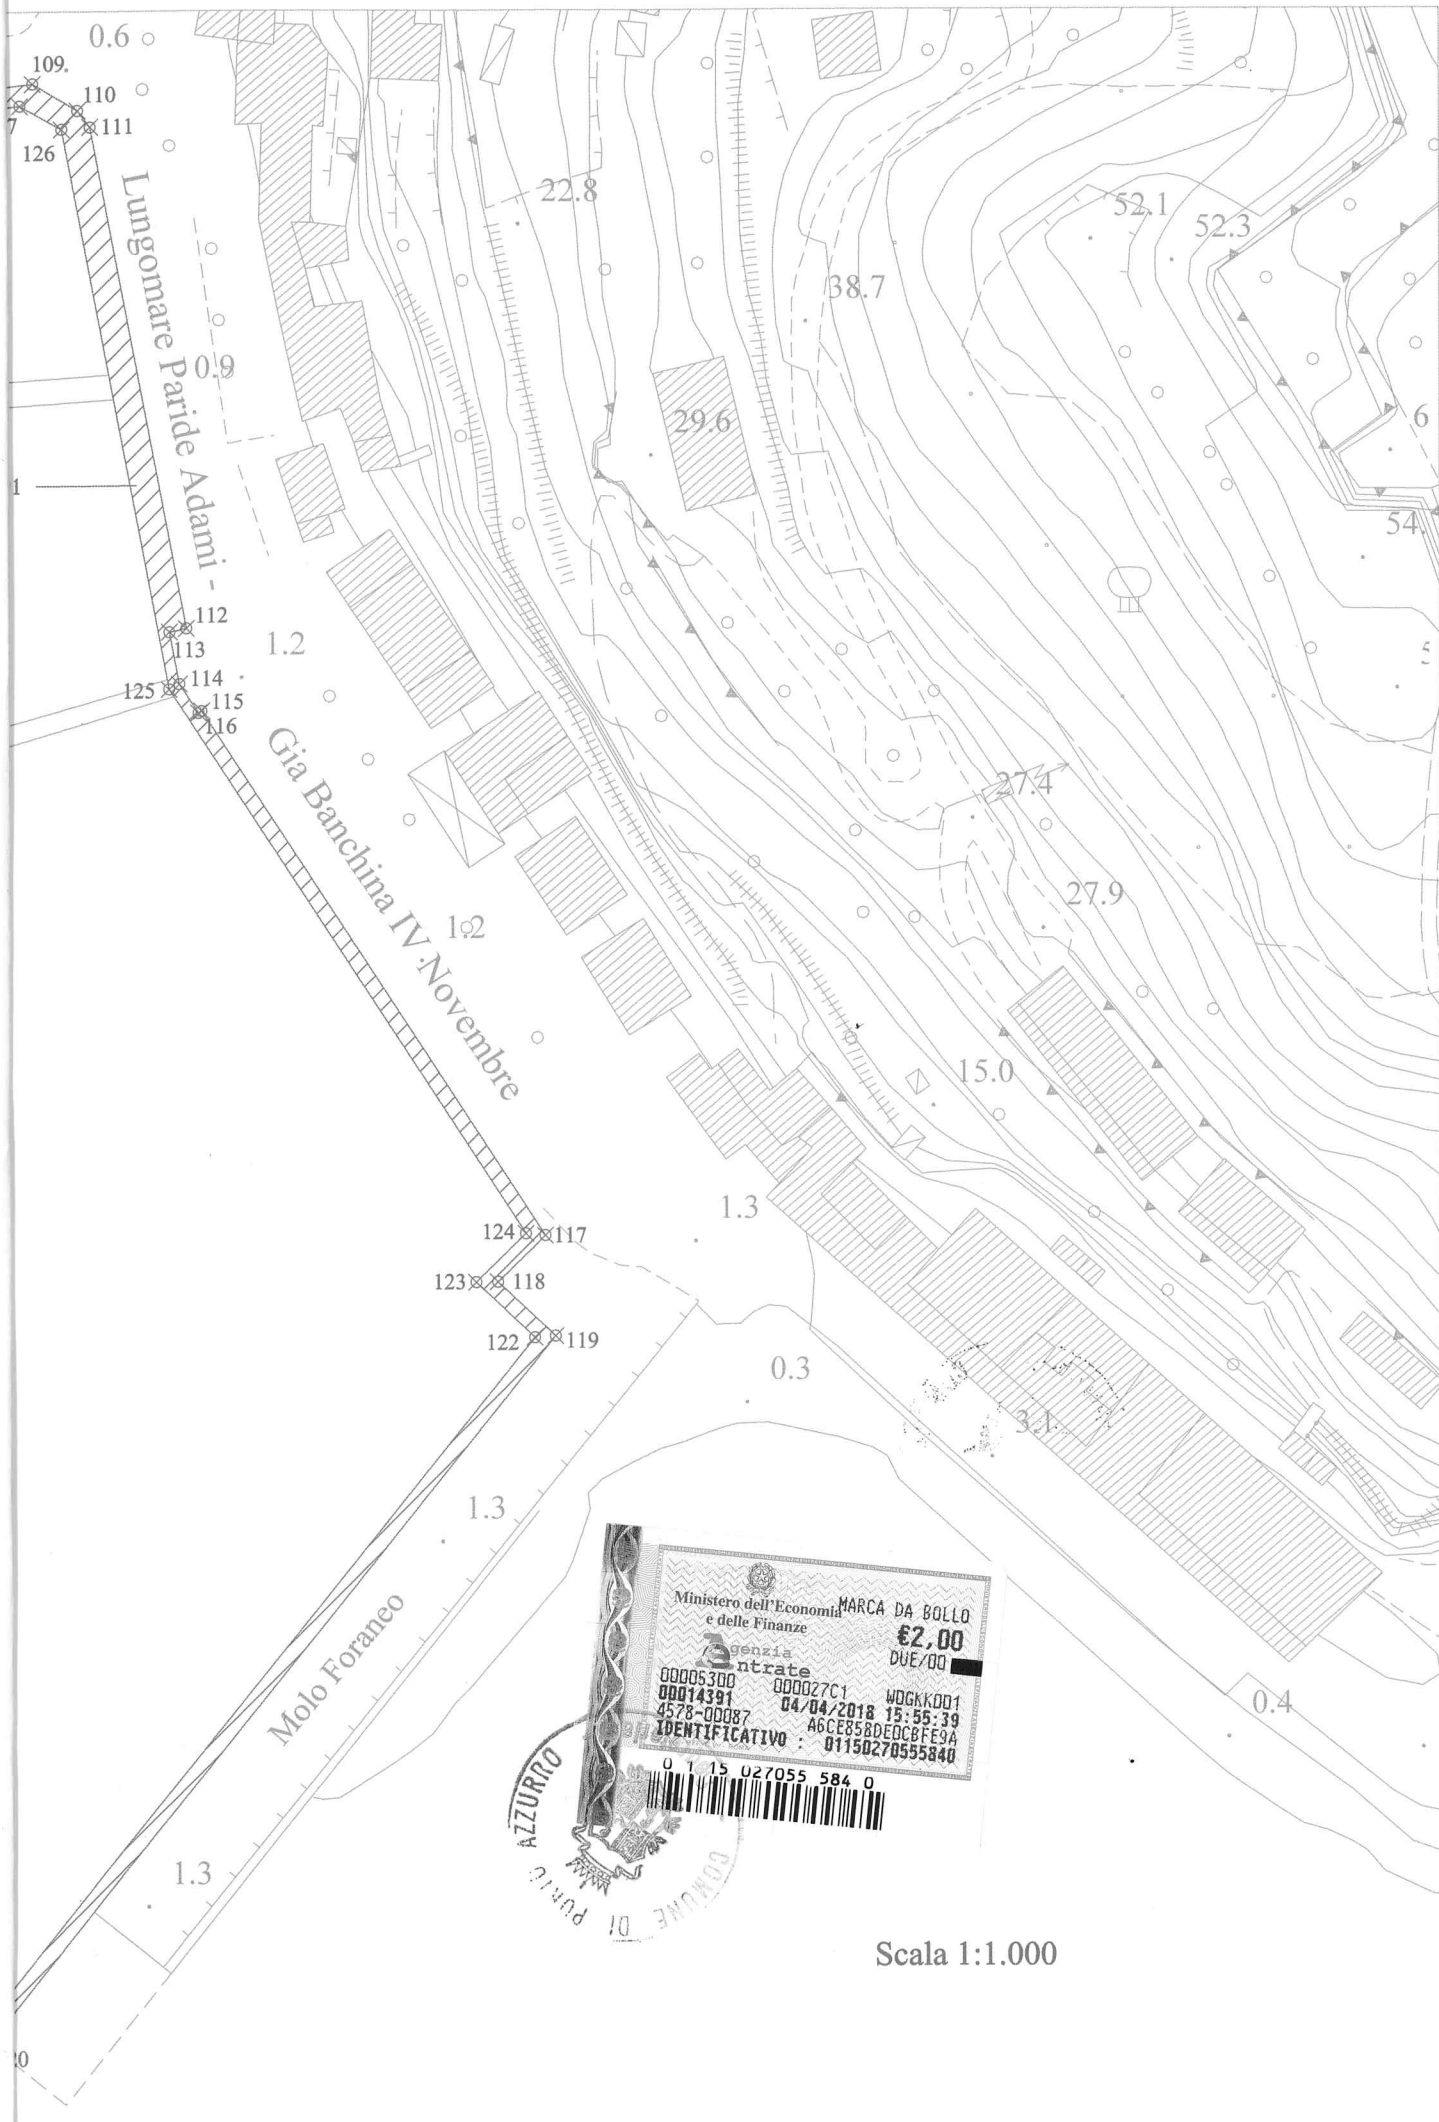 0.6
109.
110
7
111
126
Lungomare Paride Adami -
22.8
52.1
52.3
38.7
0.9
29.6
6
1
54.
112
1.2
113
5
114
125
115
116
Gia Banchina IV Novembre
27.4
27.9
1.2
15.0
1.3
124
117
123
118
122
119
0.3
3.1
1.3
Molo Foraneo
Ministero dell'Economia
e delle Finanze
MARCA DA BOLLO
€2,00
DUE/00
agenzia
entrate
00005300 000027C1 W0GKK001
00014391 04/04/2018 15:55:39
4578-00087 A6CE858DE0CBFE9A
IDENTIFICATIVO : 01150270555840
0 1 15 027055 584 0
0.4
1.3
COMUNE DI PORTO AZZURRO
Scala 1:1.000
20